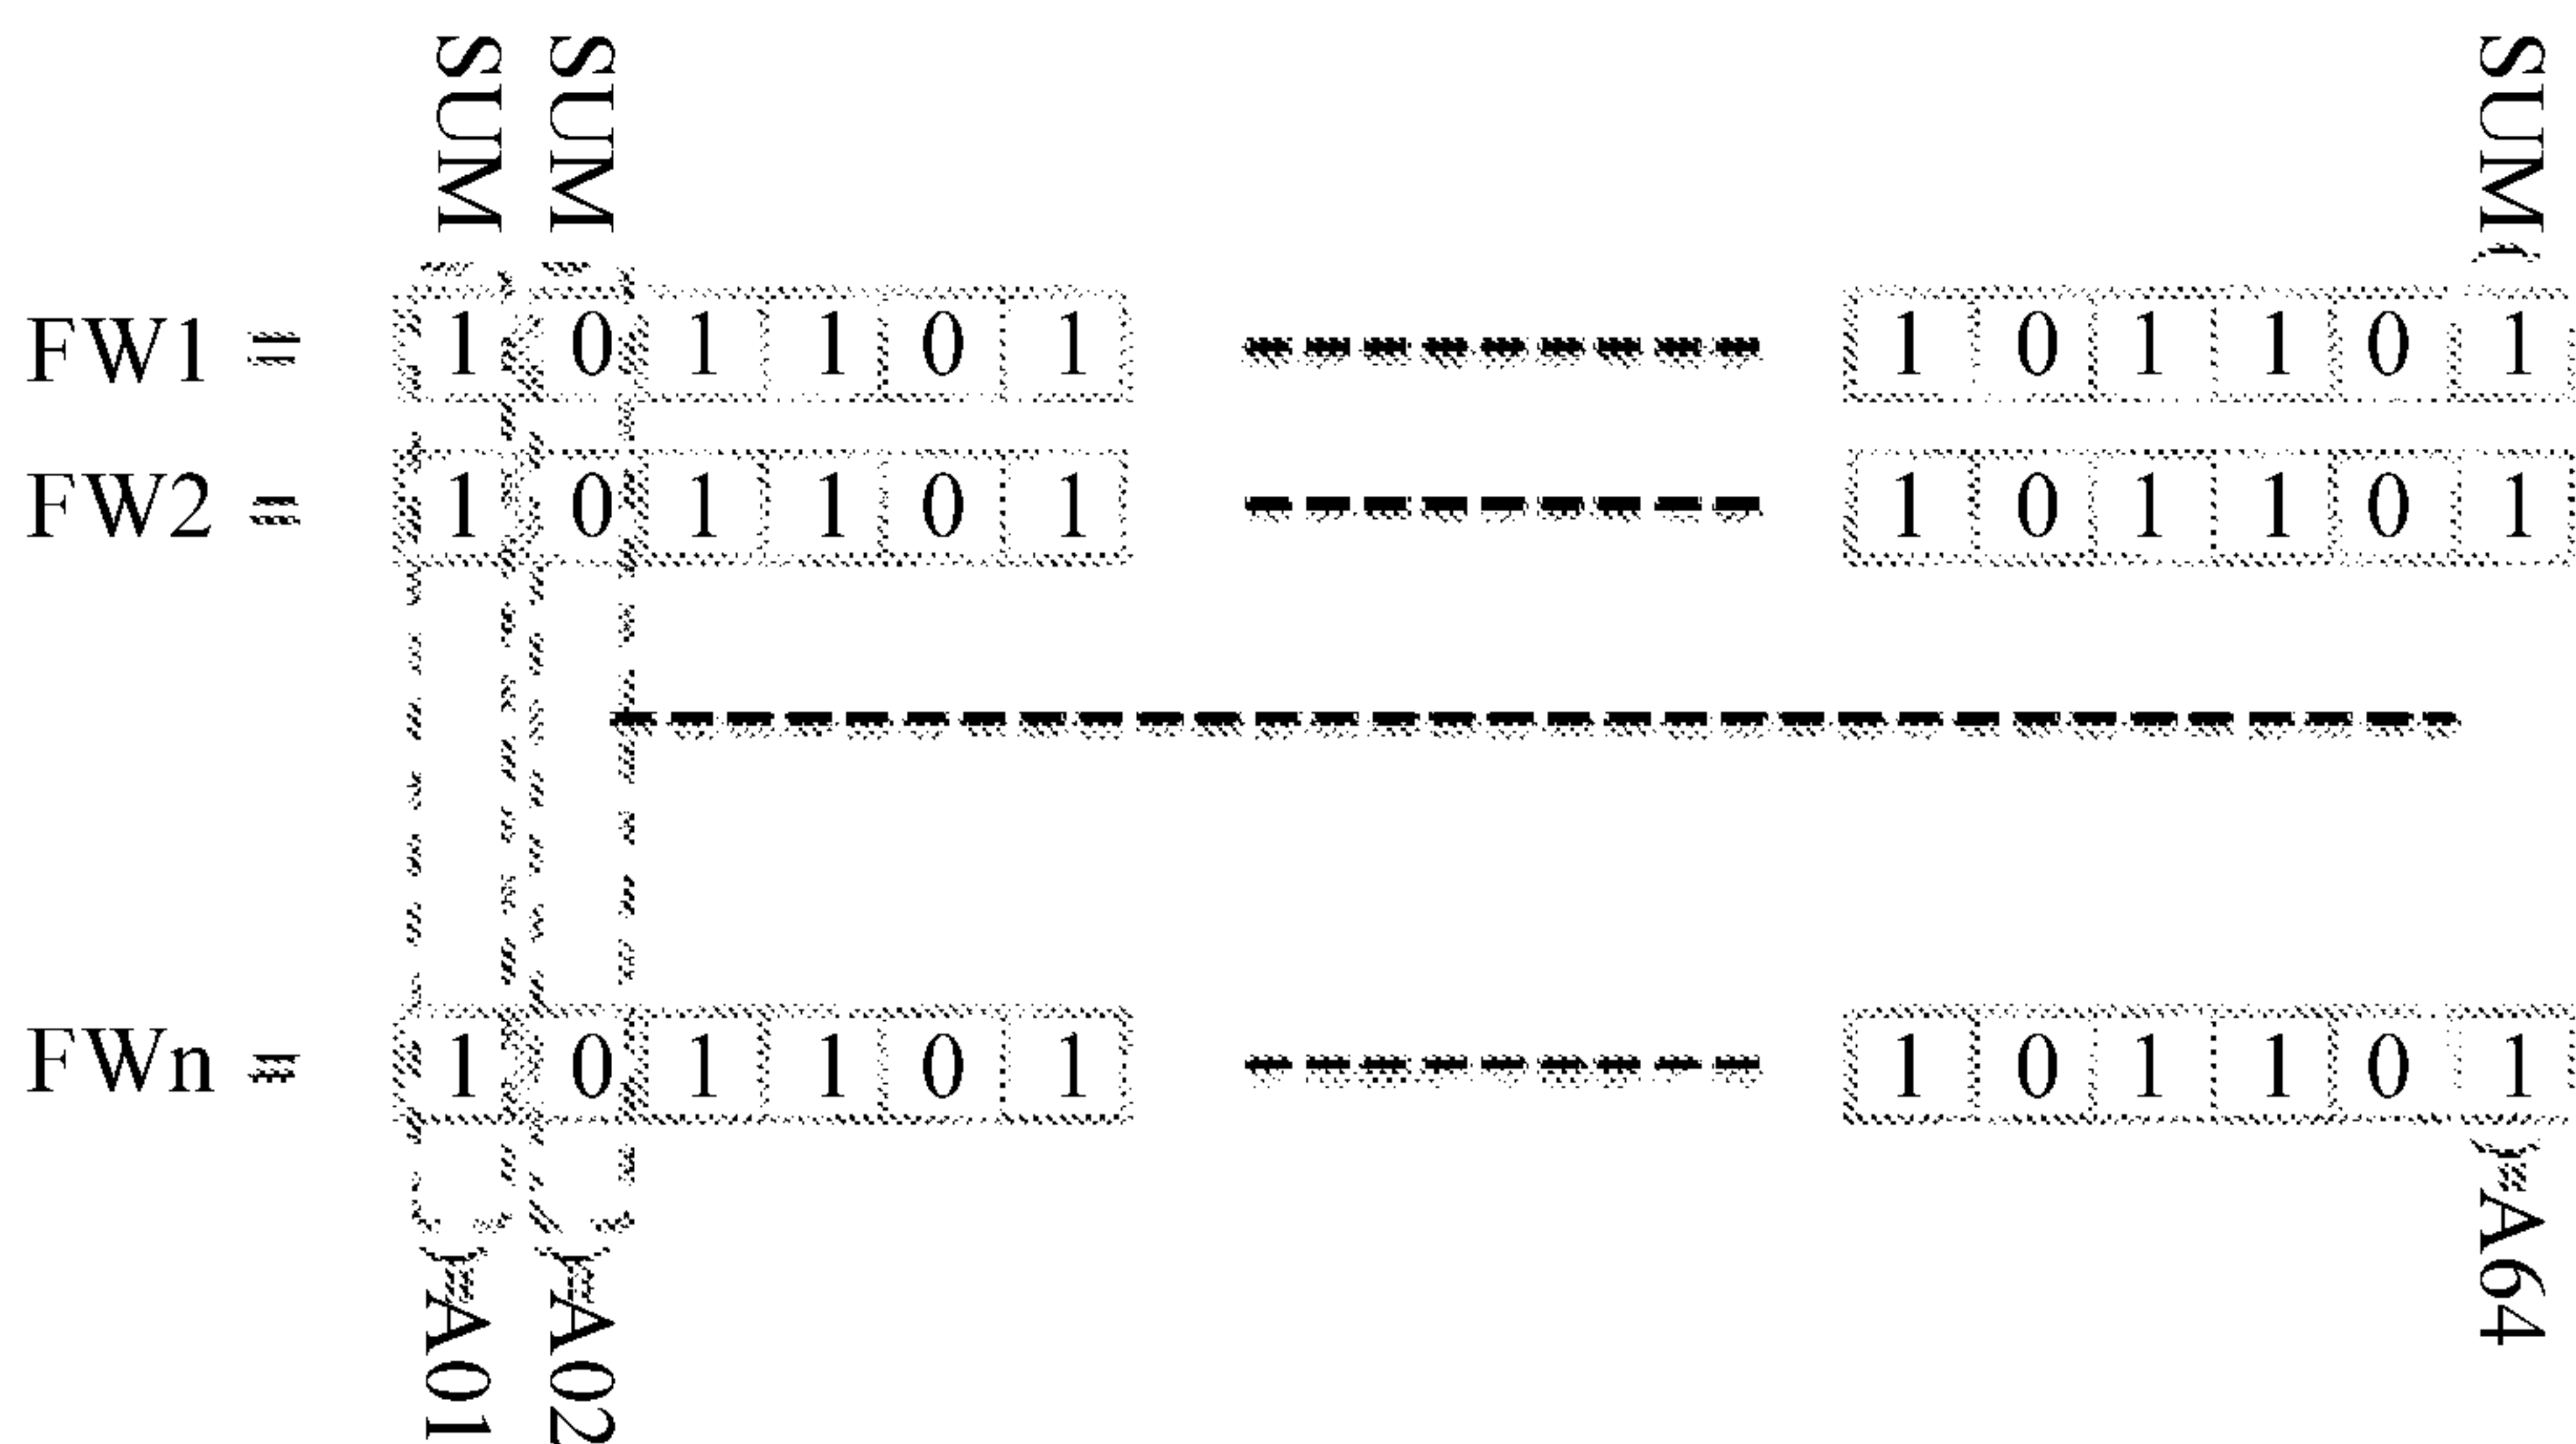 SUM SUM SUM(
FW1 = 1 0 1 1 0 1 --------- 1 0 1 1 0 1
FW2 = 1 0 1 1 0 1 --------- 1 0 1 1 0 1
FWn = 1 0 1 1 0 1 --------- 1 0 1 1 0 1
)=A01 )=A02 )=A64